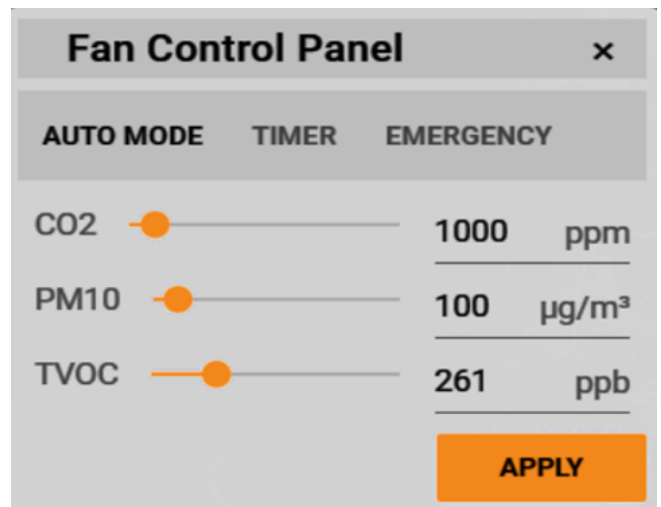 Fan Control Panel ×
AUTO MODE TIMER EMERGENCY
CO2 1000 ppm
PM10 100 µg/m³
TVOC 261 ppb
APPLY